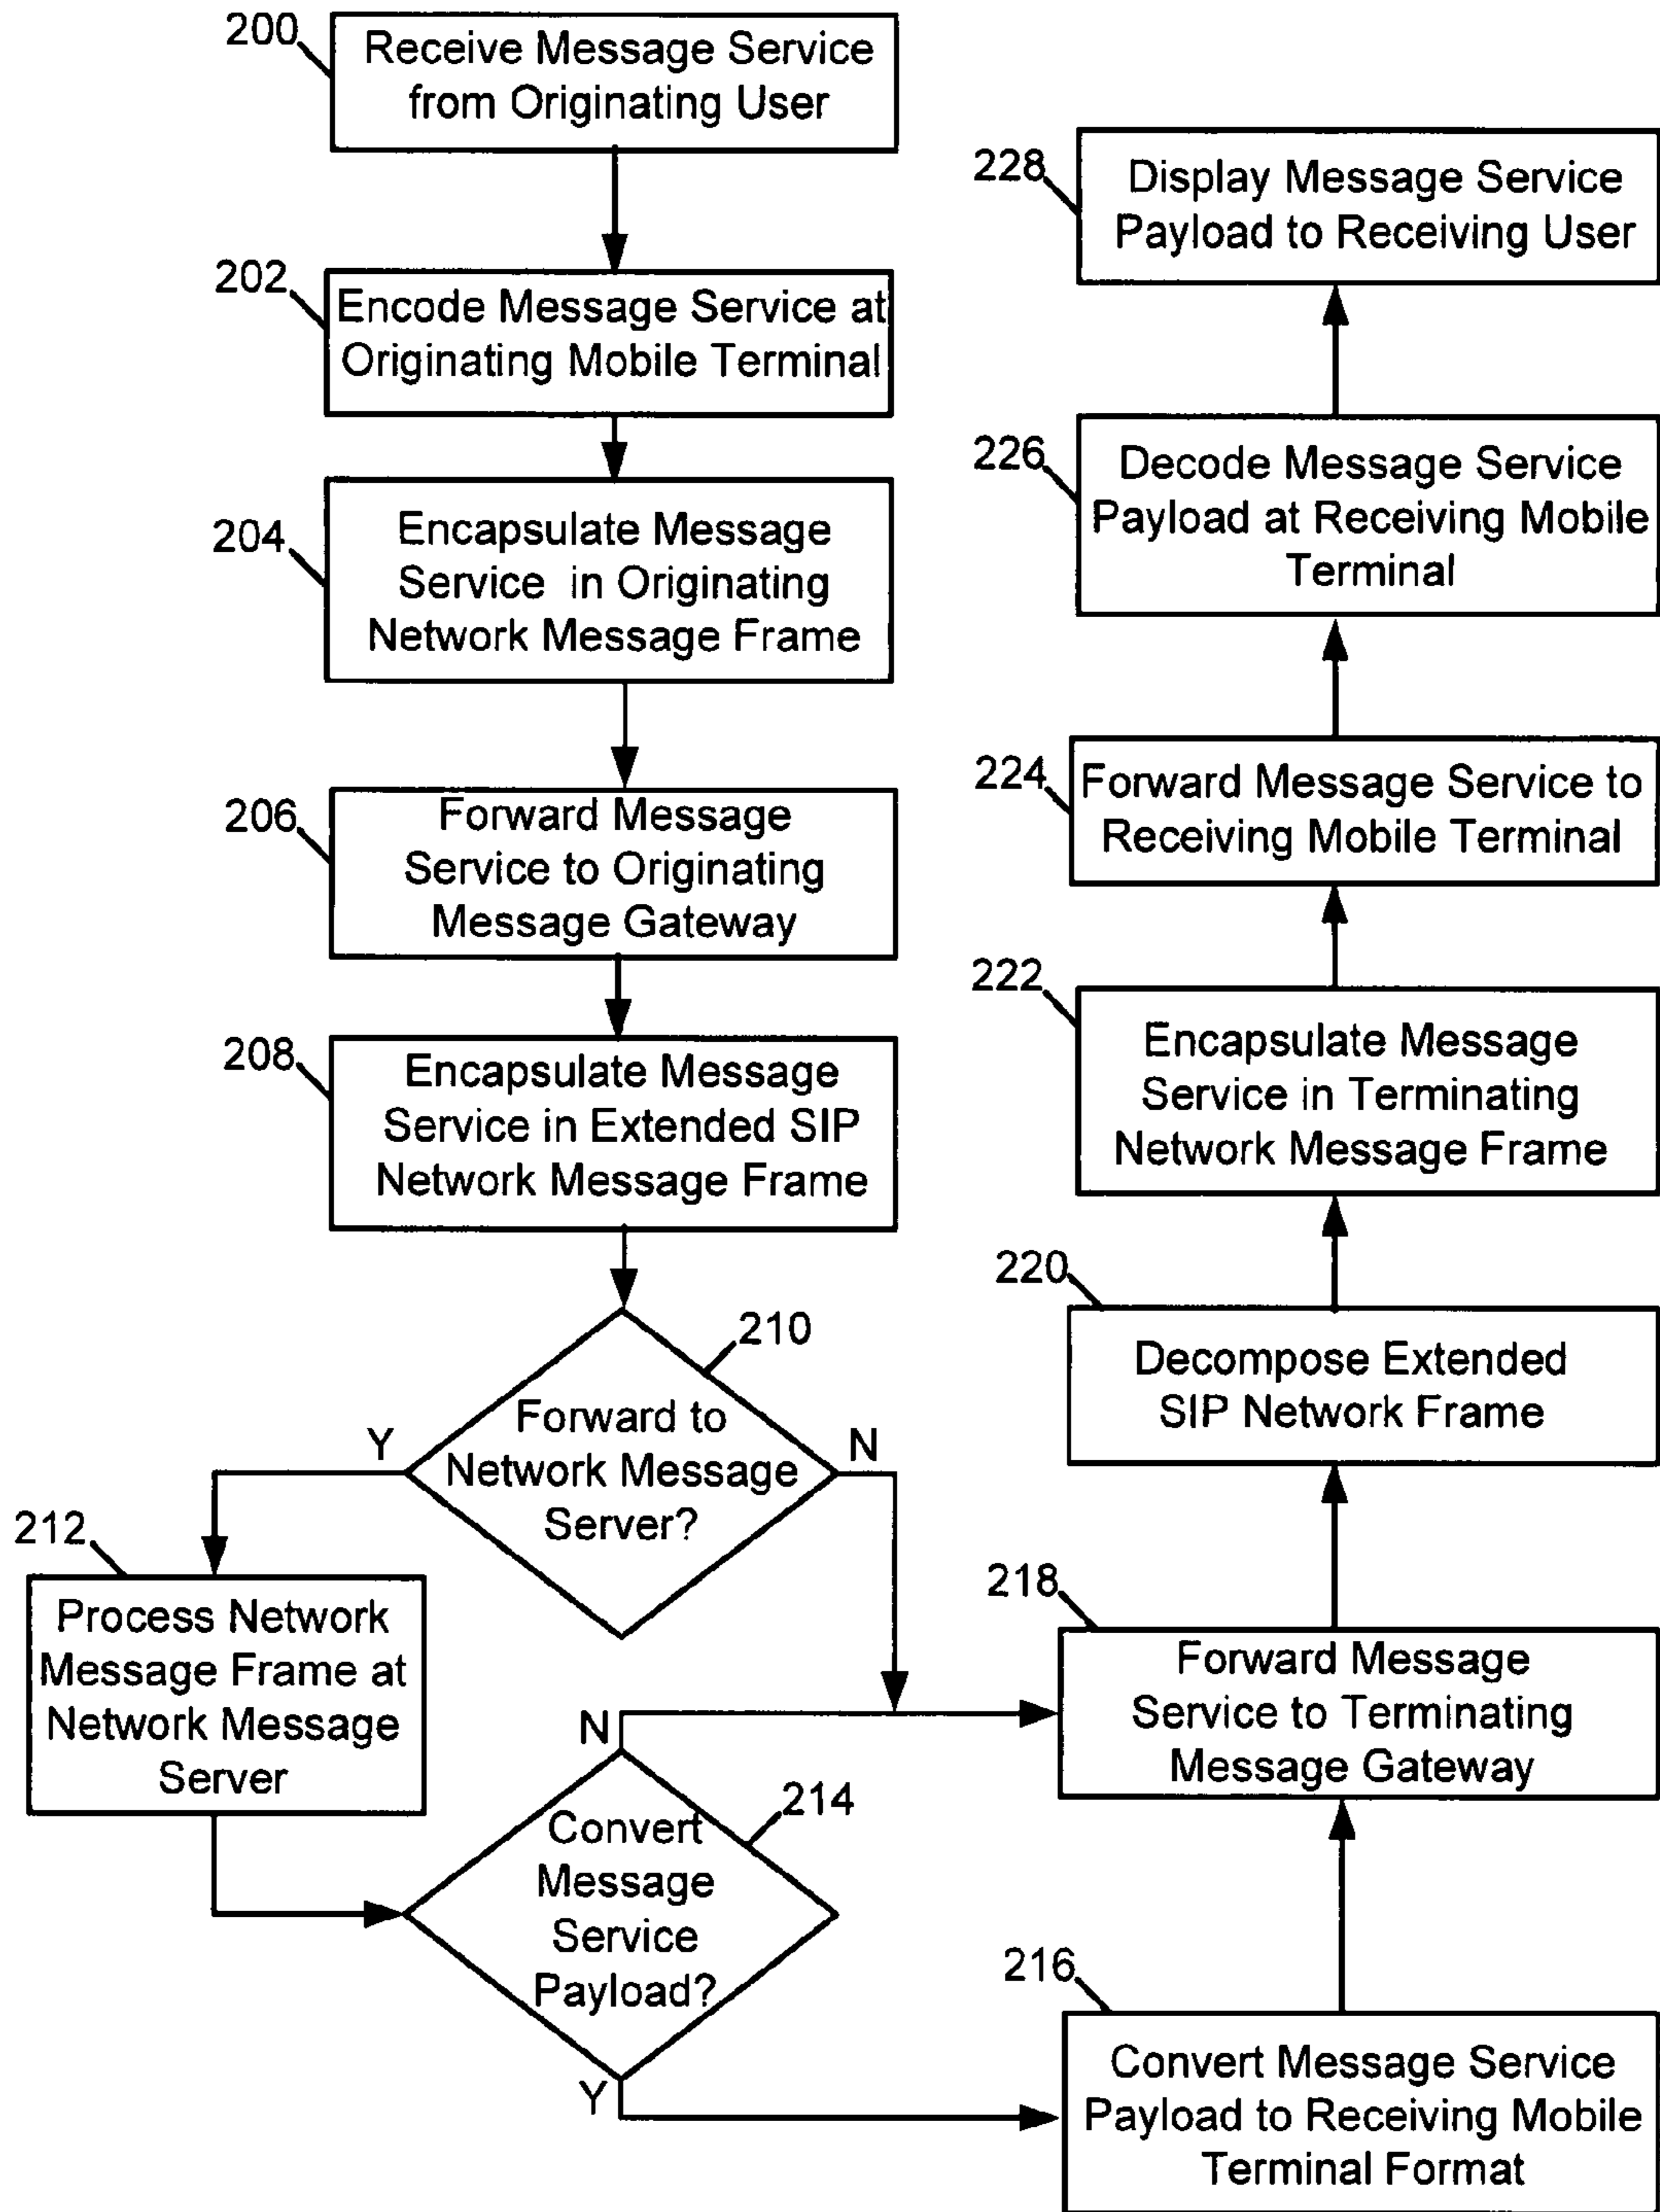 200
Receive Message Service
from Originating User
202
Encode Message Service at
Originating Mobile Terminal
204
Encapsulate Message
Service in Originating
Network Message Frame
206
Forward Message
Service to Originating
Message Gateway
208
Encapsulate Message
Service in Extended SIP
Network Message Frame
210
Forward to
Network Message
Server?
Y
N
212
Process Network
Message Frame at
Network Message
Server
214
Convert
Message
Service
Payload?
N
Y
216
Convert Message Service
Payload to Receiving Mobile
Terminal Format
218
Forward Message
Service to Terminating
Message Gateway
220
Decompose Extended
SIP Network Frame
222
Encapsulate Message
Service in Terminating
Network Message Frame
224
Forward Message Service to
Receiving Mobile Terminal
226
Decode Message Service
Payload at Receiving Mobile
Terminal
228
Display Message Service
Payload to Receiving User